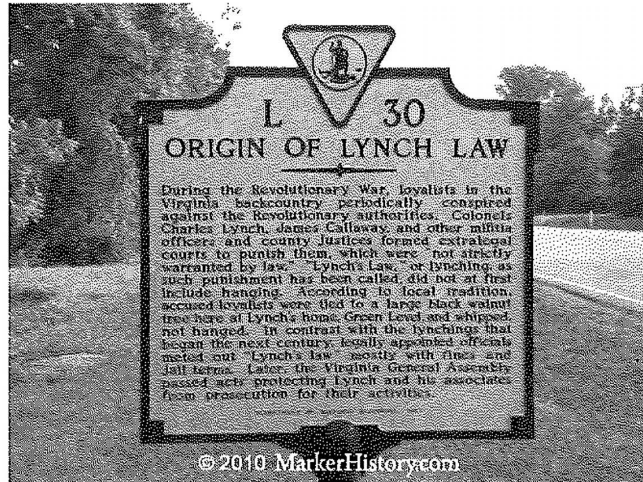 L 30
ORIGIN OF LYNCH LAW
During the Revolutionary War, loyalists in the
Virginia backcountry periodically conspired
against the Revolutionary authorities. Colonels
Charles Lynch, James Callaway, and other militia
officers and county justices formed extralegal
courts to punish them, which were not strictly
warranted by law. "Lynch's Law," or lynching, as
such punishment has been called, did not at first
include hanging. According to local tradition,
accused loyalists were tied to a large black walnut
tree here at Lynch's home, Green Level, and whipped,
not hanged. In contrast with the lynchings that
began the next century, legally appointed officials
meted out "Lynch's law" mostly with fines and
jail terms. Later, the Virginia General Assembly
passed acts protecting Lynch and his associates
from prosecution for their activities.
© 2010 MarkerHistory.com